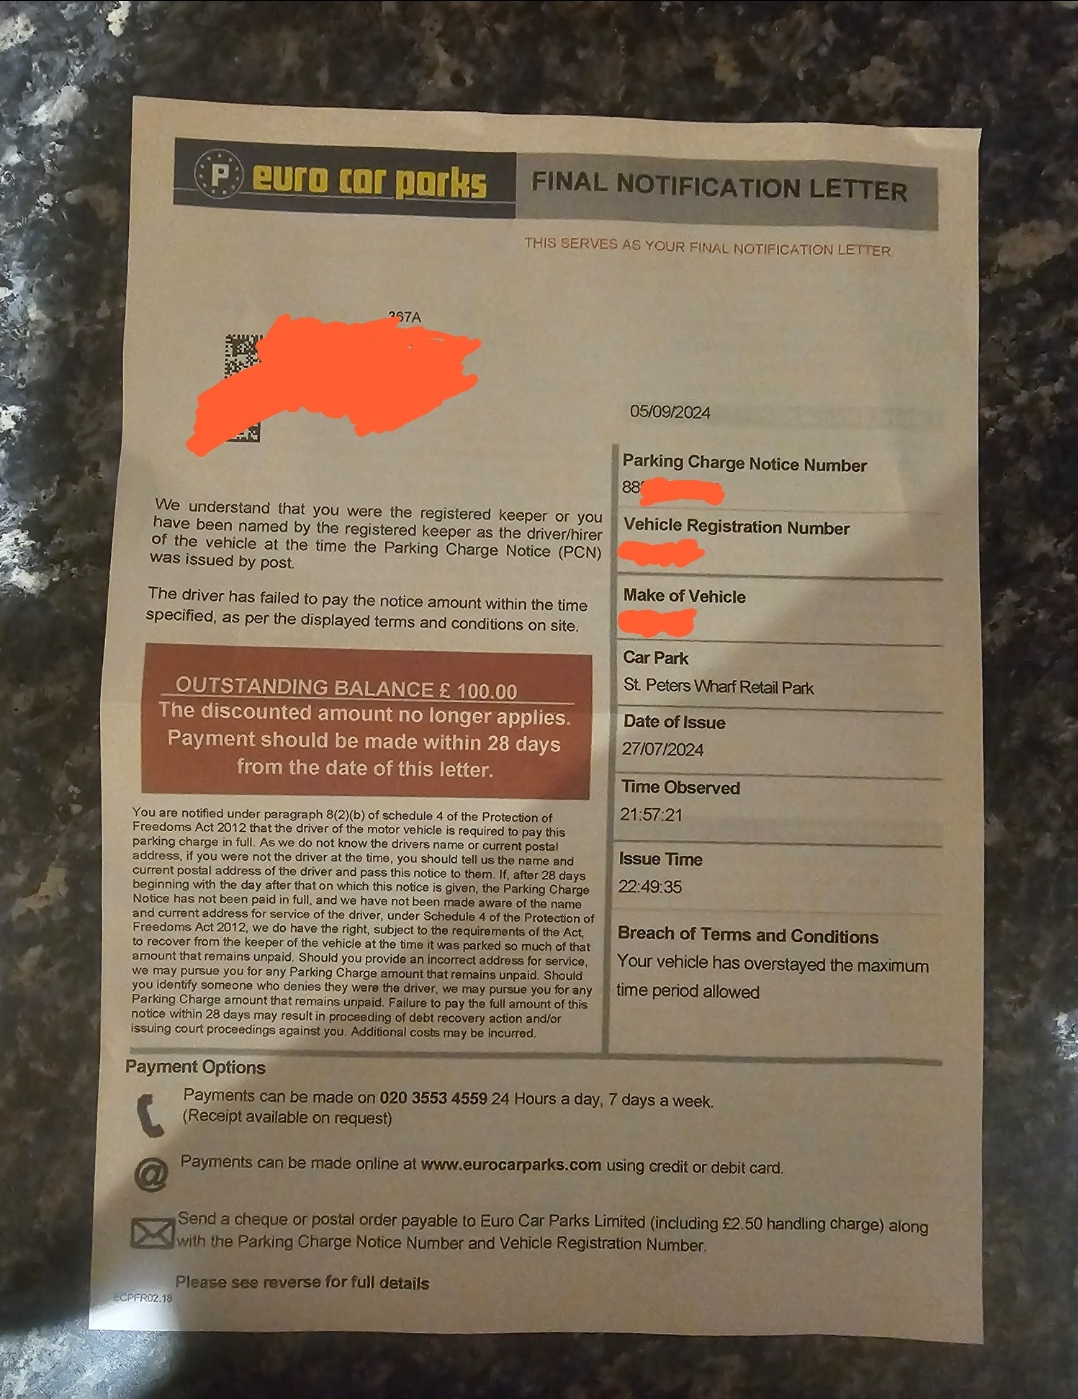 P euro car parks
FINAL NOTIFICATION LETTER
THIS SERVES AS YOUR FINAL NOTIFICATION LETTER.
367A
05/09/2024
We understand that you were the registered keeper or you
have been named by the registered keeper as the driver/hirer
of the vehicle at the time the Parking Charge Notice (PCN)
was issued by post.
The driver has failed to pay the notice amount within the time
specified, as per the displayed terms and conditions on site.
OUTSTANDING BALANCE £ 100.00
The discounted amount no longer applies.
Payment should be made within 28 days
from the date of this letter.
You are notified under paragraph 8(2)(b) of schedule 4 of the Protection of
Freedoms Act 2012 that the driver of the motor vehicle is required to pay this
parking charge in full. As we do not know the drivers name or current postal
address, if you were not the driver at the time, you should tell us the name and
current postal address of the driver and pass this notice to them. If, after 28 days
beginning with the day after that on which this notice is given, the Parking Charge
Notice has not been paid in full, and we have not been made aware of the name
and current address for service of the driver, under Schedule 4 of the Protection of
Freedoms Act 2012, we do have the right, subject to the requirements of the Act,
to recover from the keeper of the vehicle at the time it was parked so much of that
amount that remains unpaid. Should you provide an incorrect address for service,
we may pursue you for any Parking Charge amount that remains unpaid. Should
you identify someone who denies they were the driver, we may pursue you for any
Parking Charge amount that remains unpaid. Failure to pay the full amount of this
notice within 28 days may result in proceeding of debt recovery action and/or
issuing court proceedings against you. Additional costs may be incurred.
Parking Charge Notice Number
88
Vehicle Registration Number
Make of Vehicle
Car Park
St. Peters Wharf Retail Park
Date of Issue
27/07/2024
Time Observed
21:57:21
Issue Time
22:49:35
Breach of Terms and Conditions
Your vehicle has overstayed the maximum
time period allowed
Payment Options
Payments can be made on 020 3553 4559 24 Hours a day, 7 days a week.
(Receipt available on request)
@ Payments can be made online at www.eurocarparks.com using credit or debit card.
Send a cheque or postal order payable to Euro Car Parks Limited (including £2.50 handling charge) along
with the Parking Charge Notice Number and Vehicle Registration Number.
Please see reverse for full details
ECPFR02.18